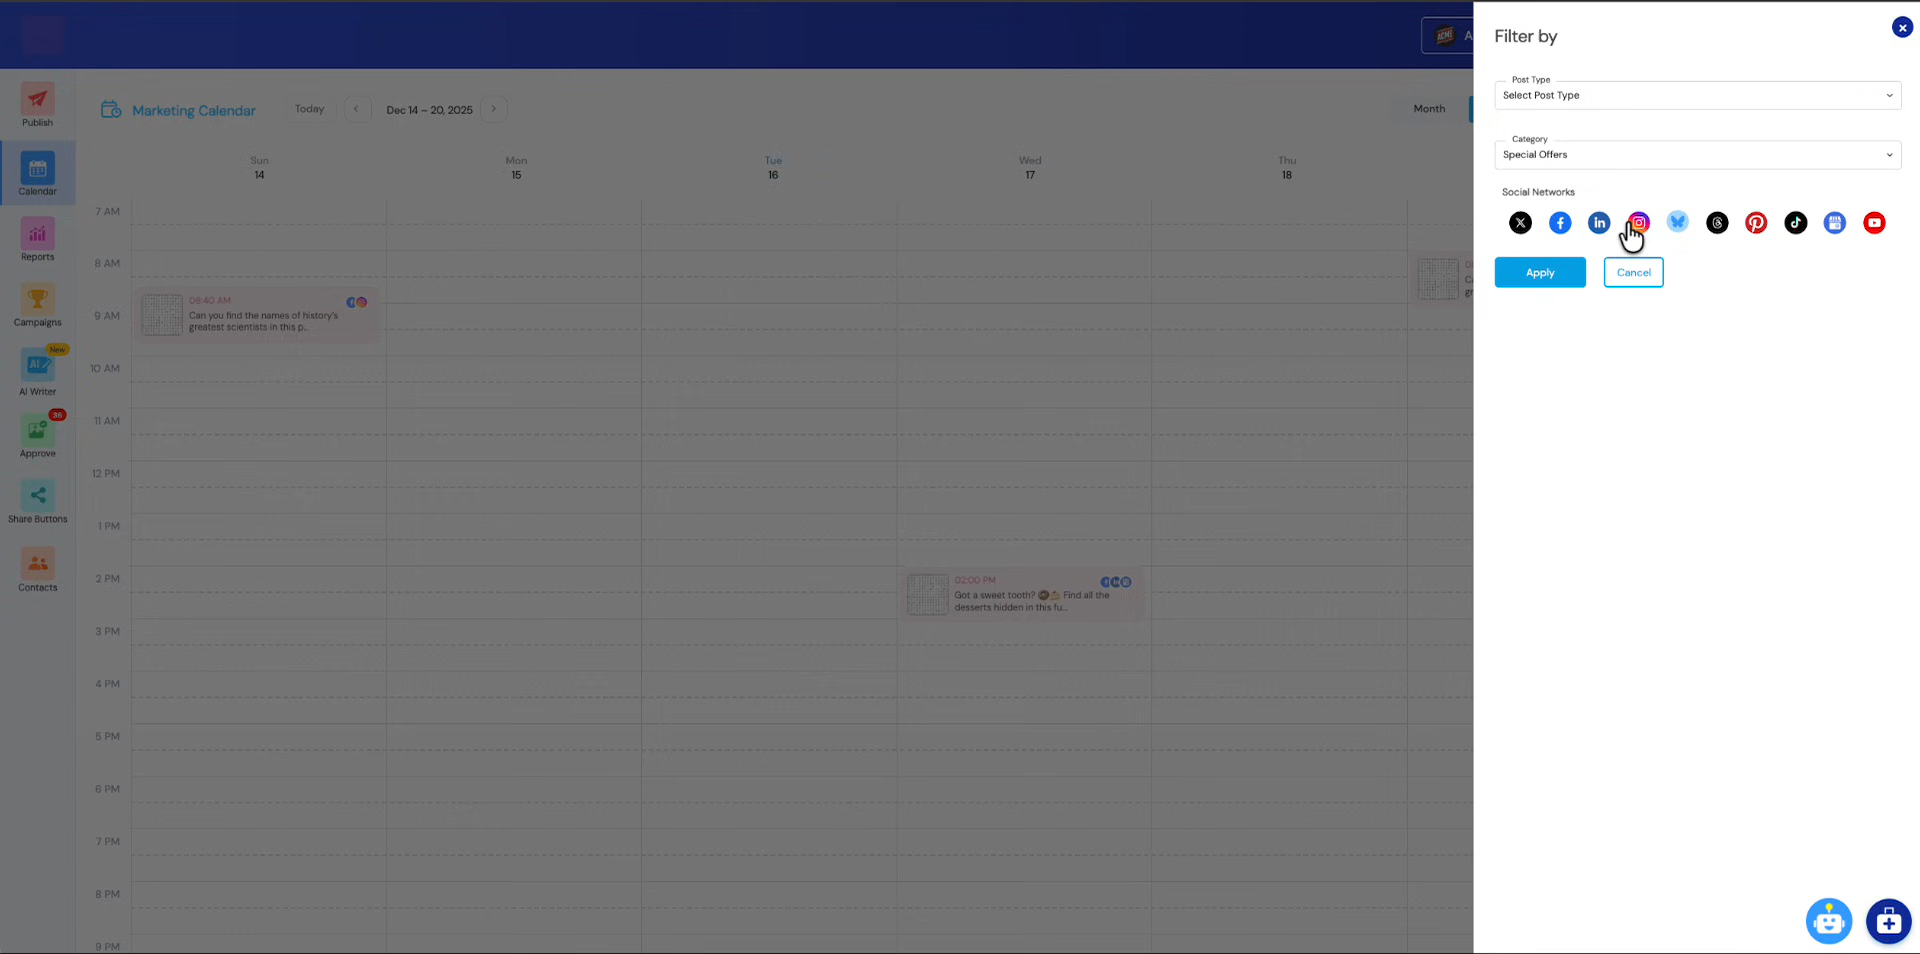 A
Filter by
Post Type
Select Post Type
Category
Special Offers
Social Networks
Apply
Cancel
Publish
Calendar
Reports
Campaigns
New
AI
AI Writer
36
Approve
Share Buttons
Contacts
Marketing Calendar
Today
Dec 14 – 20, 2025
Month
Sun
14
Mon
15
Tue
16
Wed
17
Thu
18
7 AM
8 AM
9 AM
10 AM
11 AM
12 PM
1 PM
2 PM
3 PM
4 PM
5 PM
6 PM
7 PM
8 PM
9 PM
08:40 AM
Can you find the names of history's
greatest scientists in this p...
02:00 PM
Got a sweet tooth? 🍩🍰 Find all the
desserts hidden in this fu...